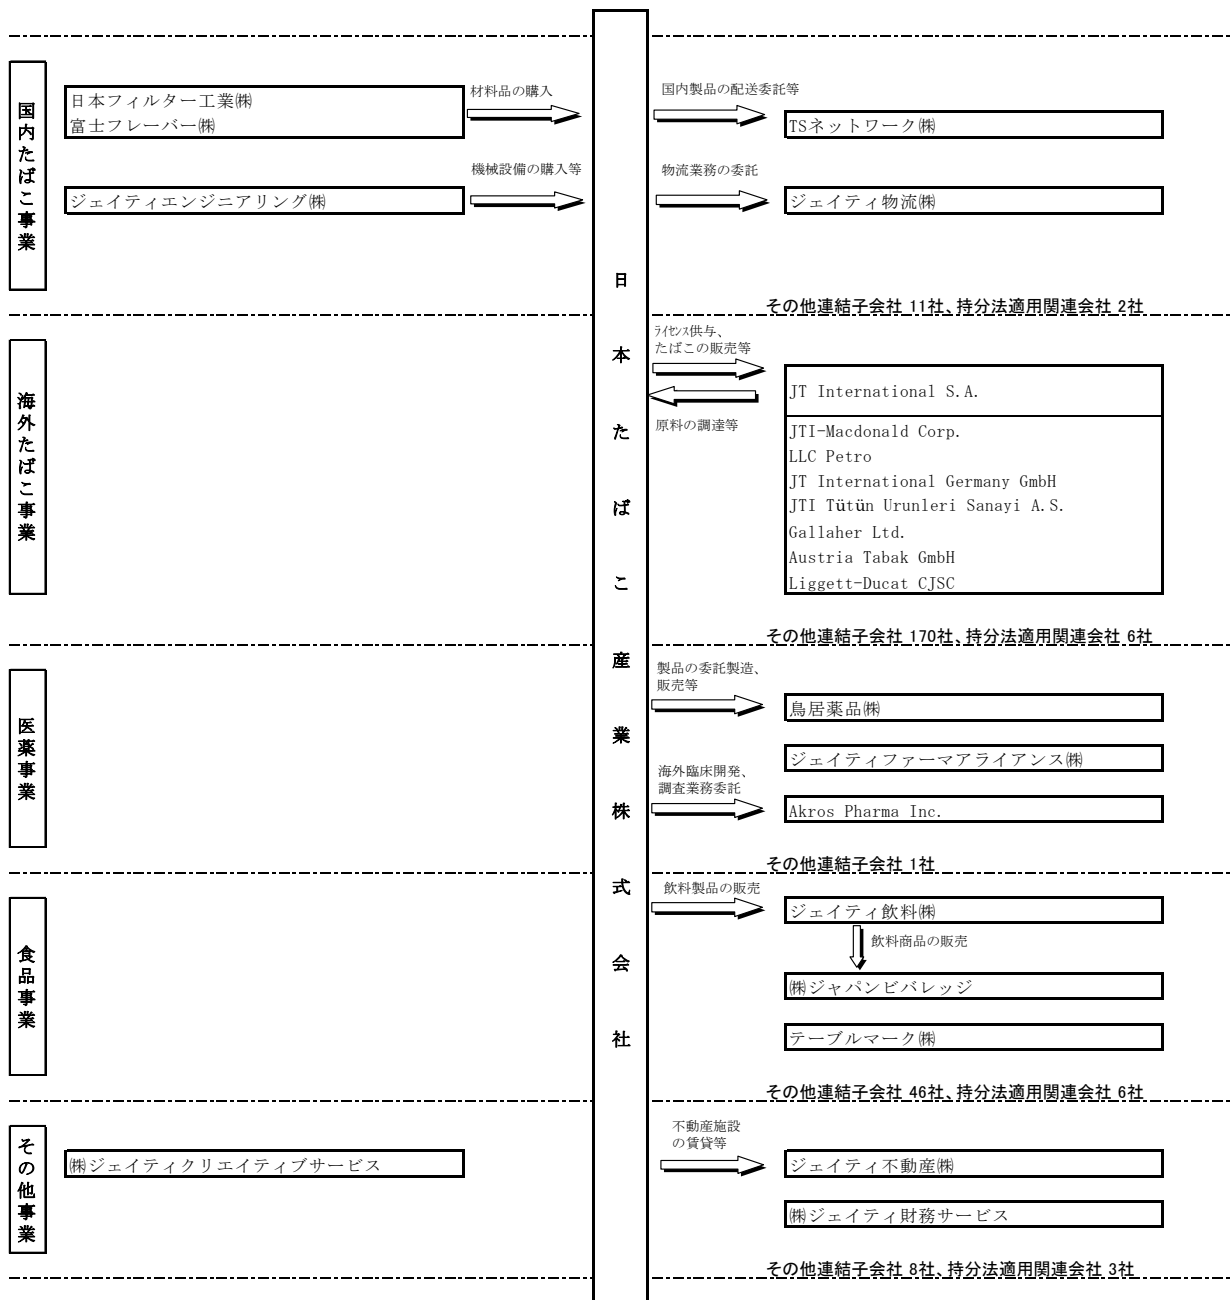 国内たばこ事業
日本フィルター工業㈱
富士フレーバー㈱
材料品の購入
ジェイティエンジニアリング㈱
機械設備の購入等
日本たばこ産業株式会社
国内製品の配送委託等
TSネットワーク㈱
物流業務の委託
ジェイティ物流㈱
その他連結子会社 11社、持分法適用関連会社 2社
海外たばこ事業
ﾗｲｾﾝｽ供与、
たばこの販売等
原料の調達等
JT International S.A.
JTI-Macdonald Corp.
LLC Petro
JT International Germany GmbH
JTI Tütün Urunleri Sanayi A.S.
Gallaher Ltd.
Austria Tabak GmbH
Liggett-Ducat CJSC
その他連結子会社 170社、持分法適用関連会社 6社
医薬事業
製品の委託製造、
販売等
鳥居薬品㈱
ジェイティファーマアライアンス㈱
海外臨床開発、
調査業務委託
Akros Pharma Inc.
その他連結子会社 1社
食品事業
飲料製品の販売
ジェイティ飲料㈱
飲料商品の販売
㈱ジャパンビバレッジ
テーブルマーク㈱
その他連結子会社 46社、持分法適用関連会社 6社
その他事業
㈱ジェイティクリエイティブサービス
不動産施設
の賃貸等
ジェイティ不動産㈱
㈱ジェイティ財務サービス
その他連結子会社 8社、持分法適用関連会社 3社